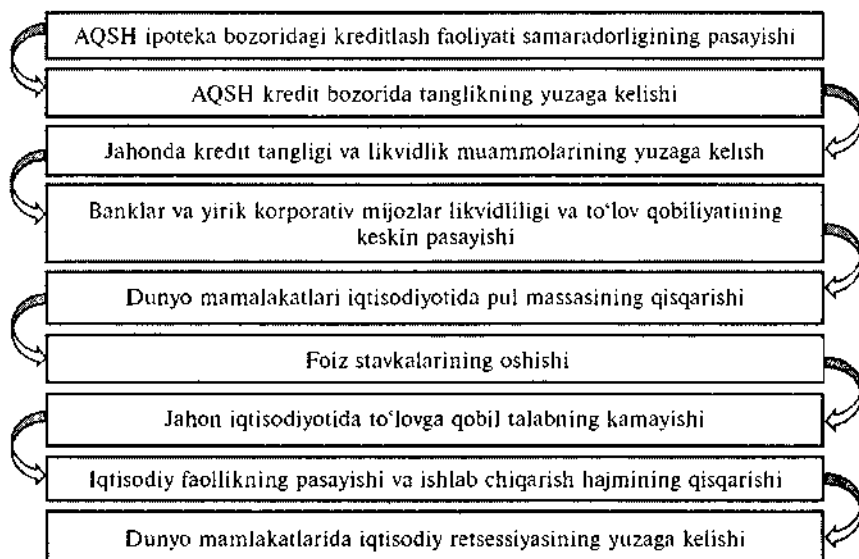 AQSH ipoteka bozoridagi kreditlash faoliyati samaradorligining pasayishi
AQSH kredit bozorida tanglikning yuzaga kelishi
Jahonda kredit tangligi va likvidlik muammolarining yuzaga kelish
Banklar va yirik korporativ mijozlar likvidliligi va to‘lov qobiliyatining
keskin pasayishi
Dunyo mamalakatlari iqtisodiyotida pul massasining qisqarishi
Foiz stavkalarining oshishi
Jahon iqtisodiyotida to‘lovga qobil talabning kamayishi
Iqtisodiy faollikning pasayishi va ishlab chiqarish hajmining qisqarishi
Dunyo mamlakatlarida iqtisodiy retsessiyasining yuzaga kelishi